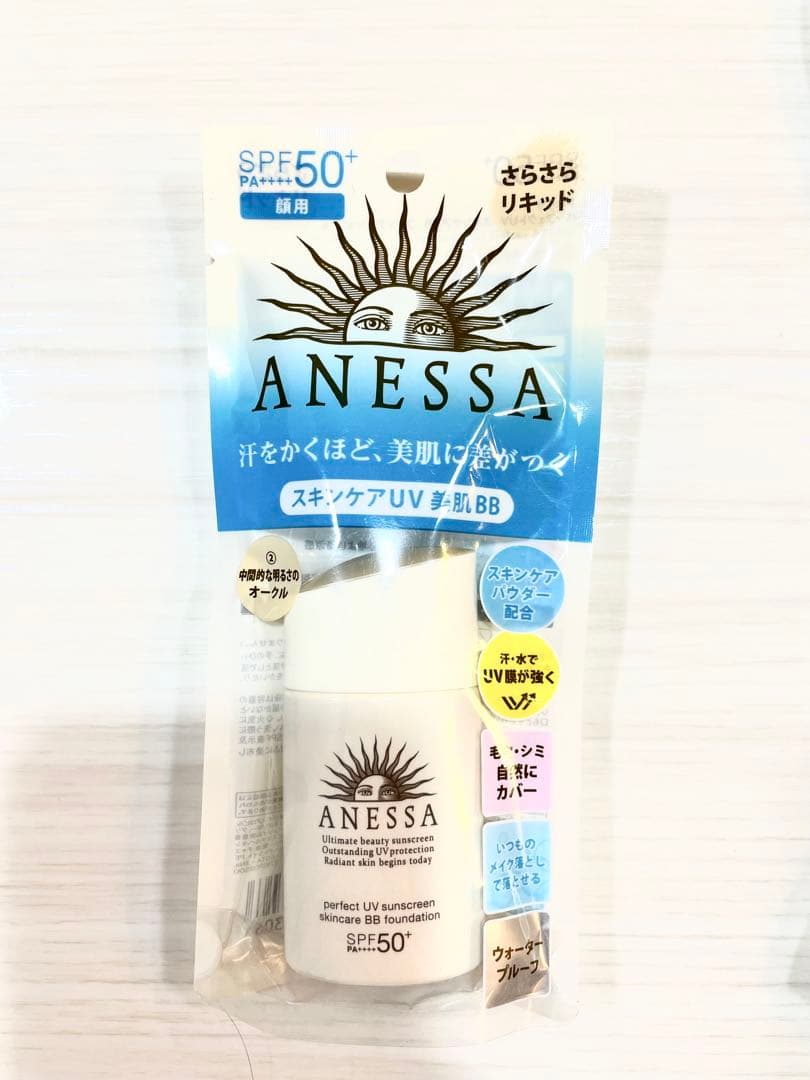 SPF50+
PA++++
顔用
さらさら
リキッド
ANESSA
汗をかくほど、美肌に差がつく
スキンケアUV 美肌BB
②
中間的な明るさの
オークル
スキンケア
パウダー
配合
汗・水で
UV膜が強く
毛穴・シミ
自然に
カバー
いつもの
メイク落とし
で落とせる
ウォーター
プルーフ
ANESSA
Ultimate beauty sunscreen
Outstanding UV protection
Radiant skin begins today
perfect UV sunscreen
skincare BB foundation
SPF50+
PA++++